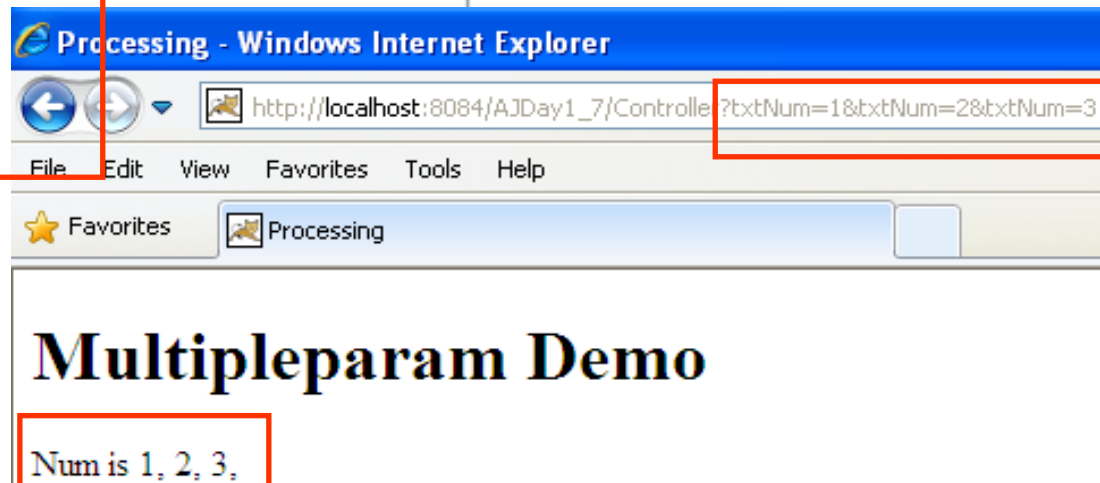 Processing - Windows Internet Explorer
http://localhost:8084/AJDay1_7/Controller?txtNum=1&txtNum=2&txtNum=3
File Edit View Favorites Tools Help
Favorites Processing
Multipleparam Demo
Num is 1, 2, 3,